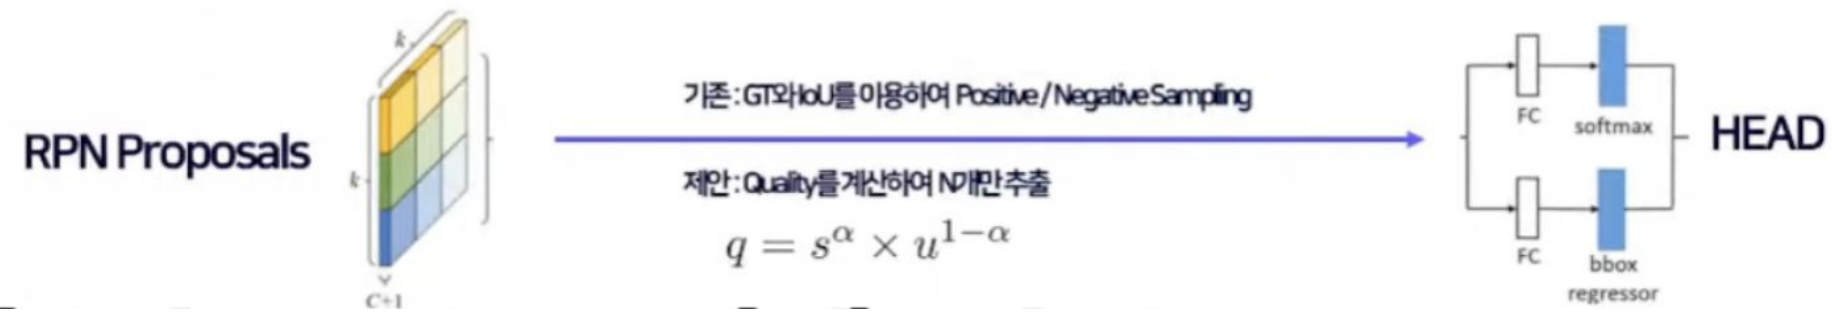 RPN Proposals
k
k
C+1
기존 : GT와 IoU를 이용하여 Positive / Negative Sampling
제안 : Quality를 계산하여 N개만 추출
q = s^α × u^{1−α}
FC
softmax
FC
bbox
regressor
HEAD